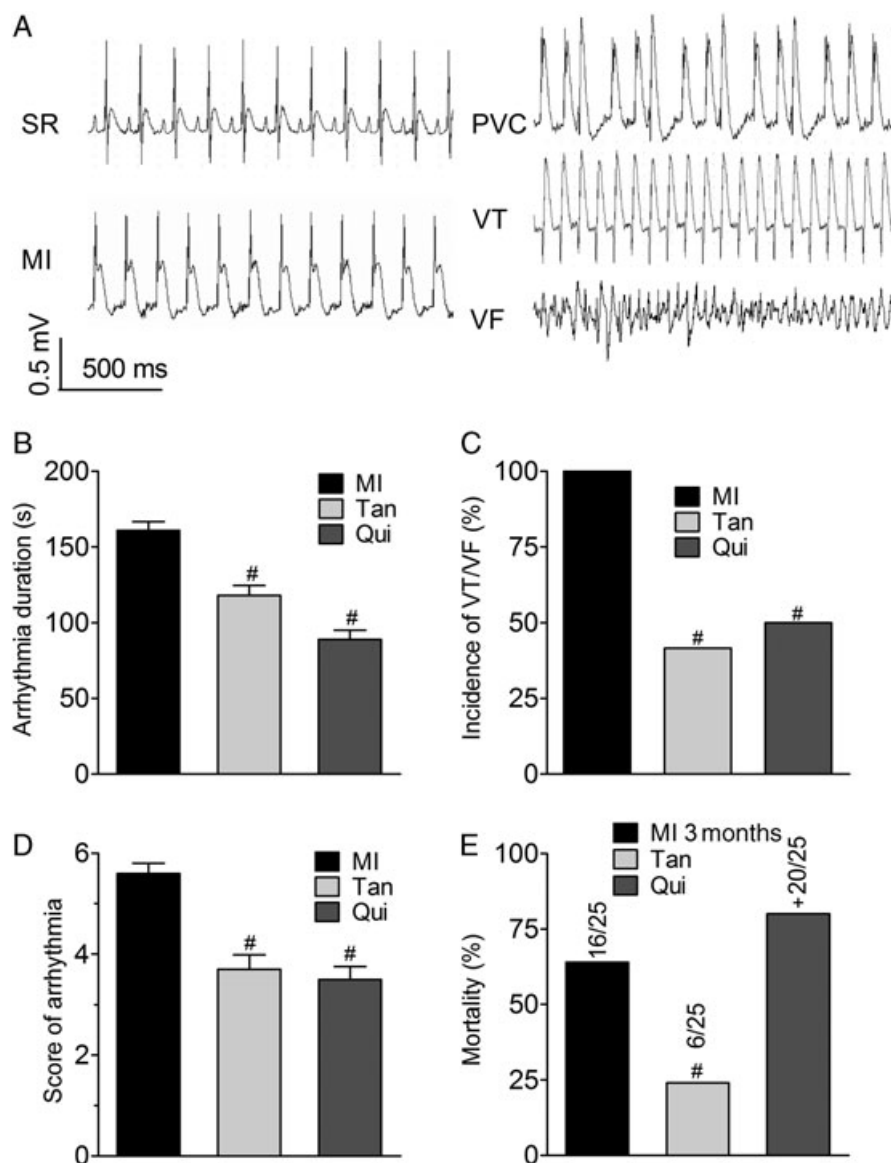 A
SR
MI
0.5 mV
500 ms
PVC
VT
VF
B
Arrhythmia duration (s)
200
150
100
50
0
MI
Tan
Qui
#
#
C
Incidence of VT/VF (%)
100
75
50
25
0
MI
Tan
Qui
#
#
D
Score of arrhythmia
6
4
2
0
MI
Tan
Qui
#
#
E
Mortality (%)
100
75
50
25
0
MI 3 months
Tan
Qui
16/25
6/25
#
+20/25